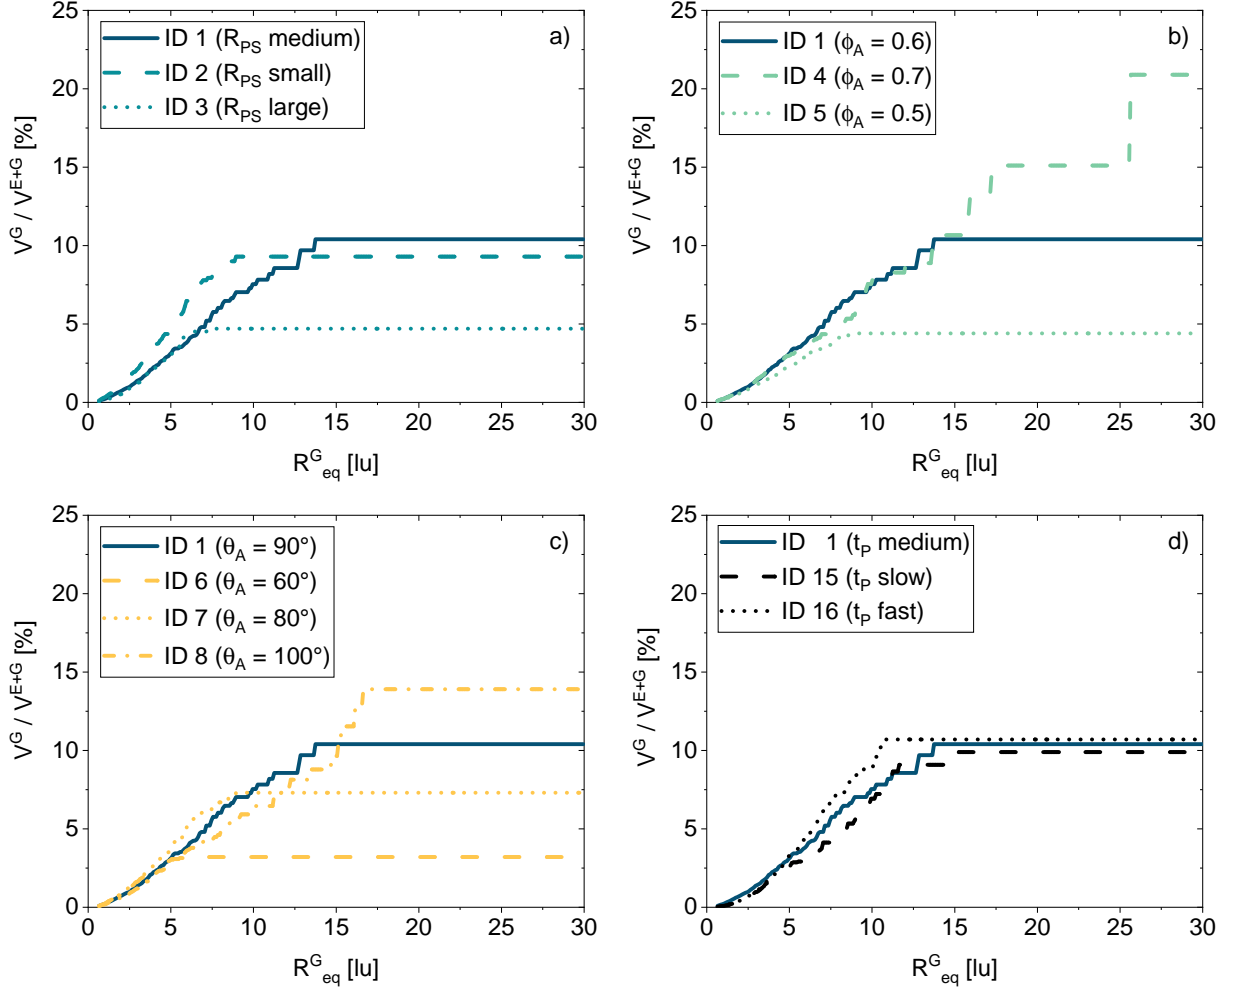 25
20
15
10
5
0
V^G / V^{E+G} [%]
ID 1 (R_PS medium)
ID 2 (R_PS small)
ID 3 (R_PS large)
a)
0 5 10 15 20 25 30
R^G_eq [lu]
25
20
15
10
5
0
V^G / V^{E+G} [%]
ID 1 (ϕ_A = 0.6)
ID 4 (ϕ_A = 0.7)
ID 5 (ϕ_A = 0.5)
b)
0 5 10 15 20 25 30
R^G_eq [lu]
25
20
15
10
5
0
V^G / V^{E+G} [%]
ID 1 (θ_A = 90°)
ID 6 (θ_A = 60°)
ID 7 (θ_A = 80°)
ID 8 (θ_A = 100°)
c)
0 5 10 15 20 25 30
R^G_eq [lu]
25
20
15
10
5
0
V^G / V^{E+G} [%]
ID 1 (t_P medium)
ID 15 (t_P slow)
ID 16 (t_P fast)
d)
0 5 10 15 20 25 30
R^G_eq [lu]